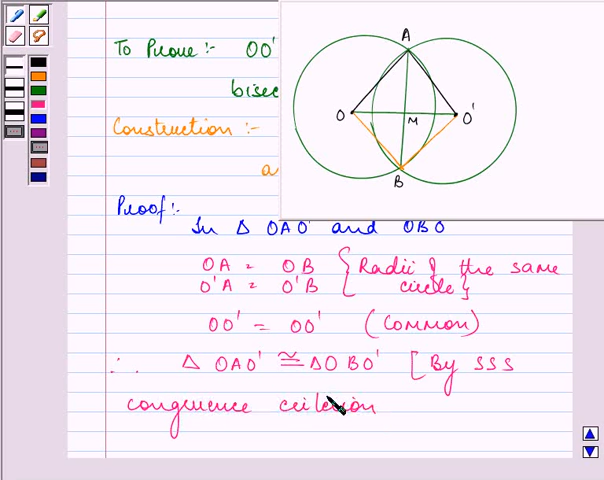 To Prove :- OO'
bisec
Construction :-
a
Proof :-
In Δ OAO' and OBO
OA = OB { Radii of the same
O'A = O'B circle }
OO' = OO' (Common)
∴ Δ OAO' ≅ Δ OBO' [ By SSS
congruence criterion
A
O
M
O'
B